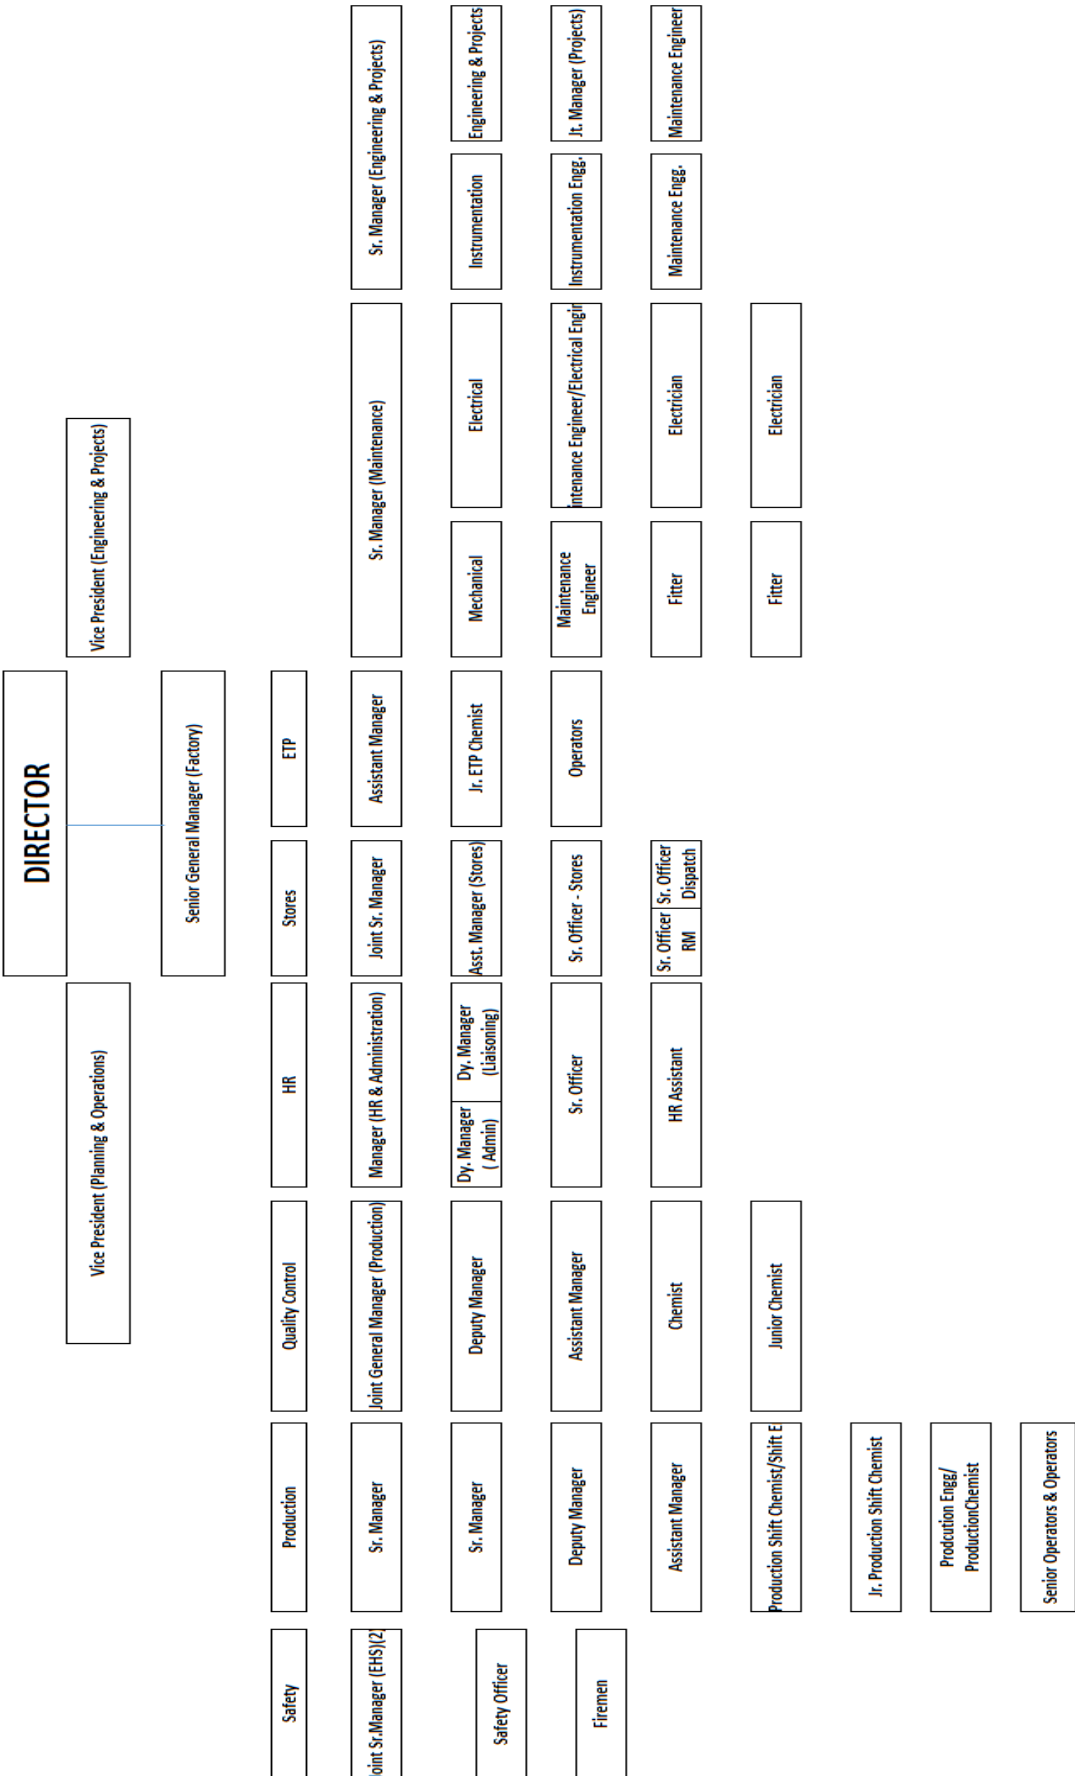 DIRECTOR
Vice President (Planning & Operations)
Vice President (Engineering & Projects)
Senior General Manager (Factory)
Safety
Production
Quality Control
HR
Stores
ETP
oint Sr.Manager (EHS)(2)
Sr. Manager
Joint General Manager (Production)
Manager (HR & Administration)
Joint Sr. Manager
Assistant Manager
Sr. Manager (Maintenance)
Sr. Manager (Engineering & Projects)
Safety Officer
Sr. Manager
Deputy Manager
Dy. Manager
( Admin)
Dy. Manager
(Liaisoning)
Asst. Manager (Stores)
Jr. ETP Chemist
Mechanical
Electrical
Instrumentation
Engineering & Projects
Firemen
Deputy Manager
Assistant Manager
Sr. Officer
Sr. Officer - Stores
Operators
Maintenance
Engineer
intenance Engineer/Electrical Engin
Instrumentation Engg.
Jt. Manager (Projects)
Assistant Manager
Chemist
HR Assistant
Sr. Officer
RM
Sr. Officer
Dispatch
Fitter
Electrician
Maintenance Engg.
Maintenance Engineer
Production Shift Chemist/Shift E
Junior Chemist
Fitter
Electrician
Jr. Production Shift Chemist
Prodcution Engg/
ProductionChemist
Senior Operators & Operators